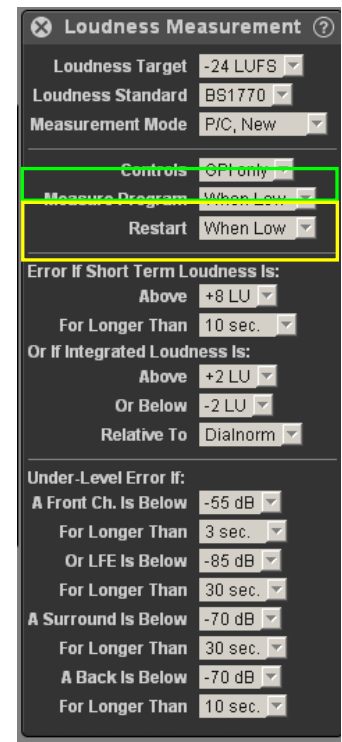 Loudness Measurement ?
Loudness Target -24 LUFS
Loudness Standard BS1770
Measurement Mode P/C, New
Controls GPI only
Measure Program When Low
Restart When Low
Error If Short Term Loudness Is:
Above +8 LU
For Longer Than 10 sec.
Or If Integrated Loudness Is:
Above +2 LU
Or Below -2 LU
Relative To Dialnorm
Under-Level Error If:
A Front Ch. Is Below -55 dB
For Longer Than 3 sec.
Or LFE Is Below -85 dB
For Longer Than 30 sec.
A Surround Is Below -70 dB
For Longer Than 30 sec.
A Back Is Below -70 dB
For Longer Than 10 sec.